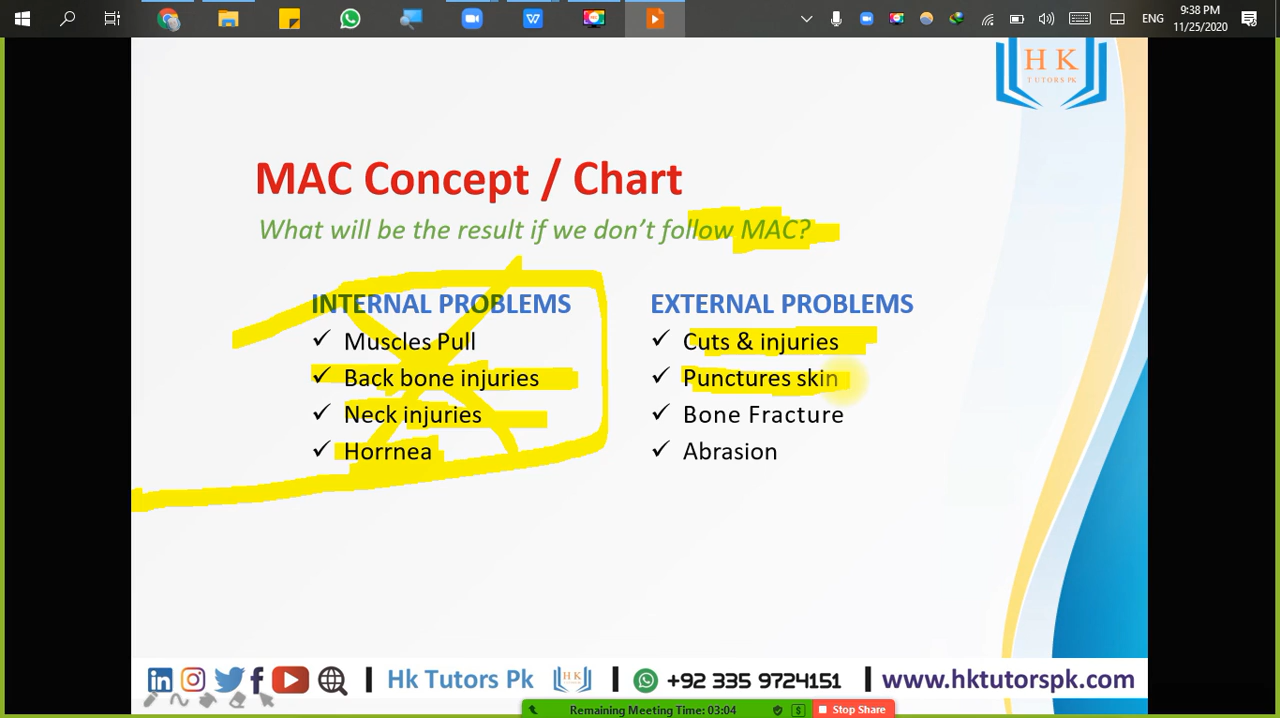 9:38 PM
ENG
11/25/2020
H K
TUTORS PK
MAC Concept / Chart
What will be the result if we don't follow MAC?
INTERNAL PROBLEMS
✓ Muscles Pull
✓ Back bone injuries
✓ Neck injuries
✓ Horrnea
EXTERNAL PROBLEMS
✓ Cuts & injuries
✓ Punctures skin
✓ Bone Fracture
✓ Abrasion
| Hk Tutors Pk | +92 335 9724151 | www.hktutorspk.com
Remaining Meeting Time: 03:04 Stop Share